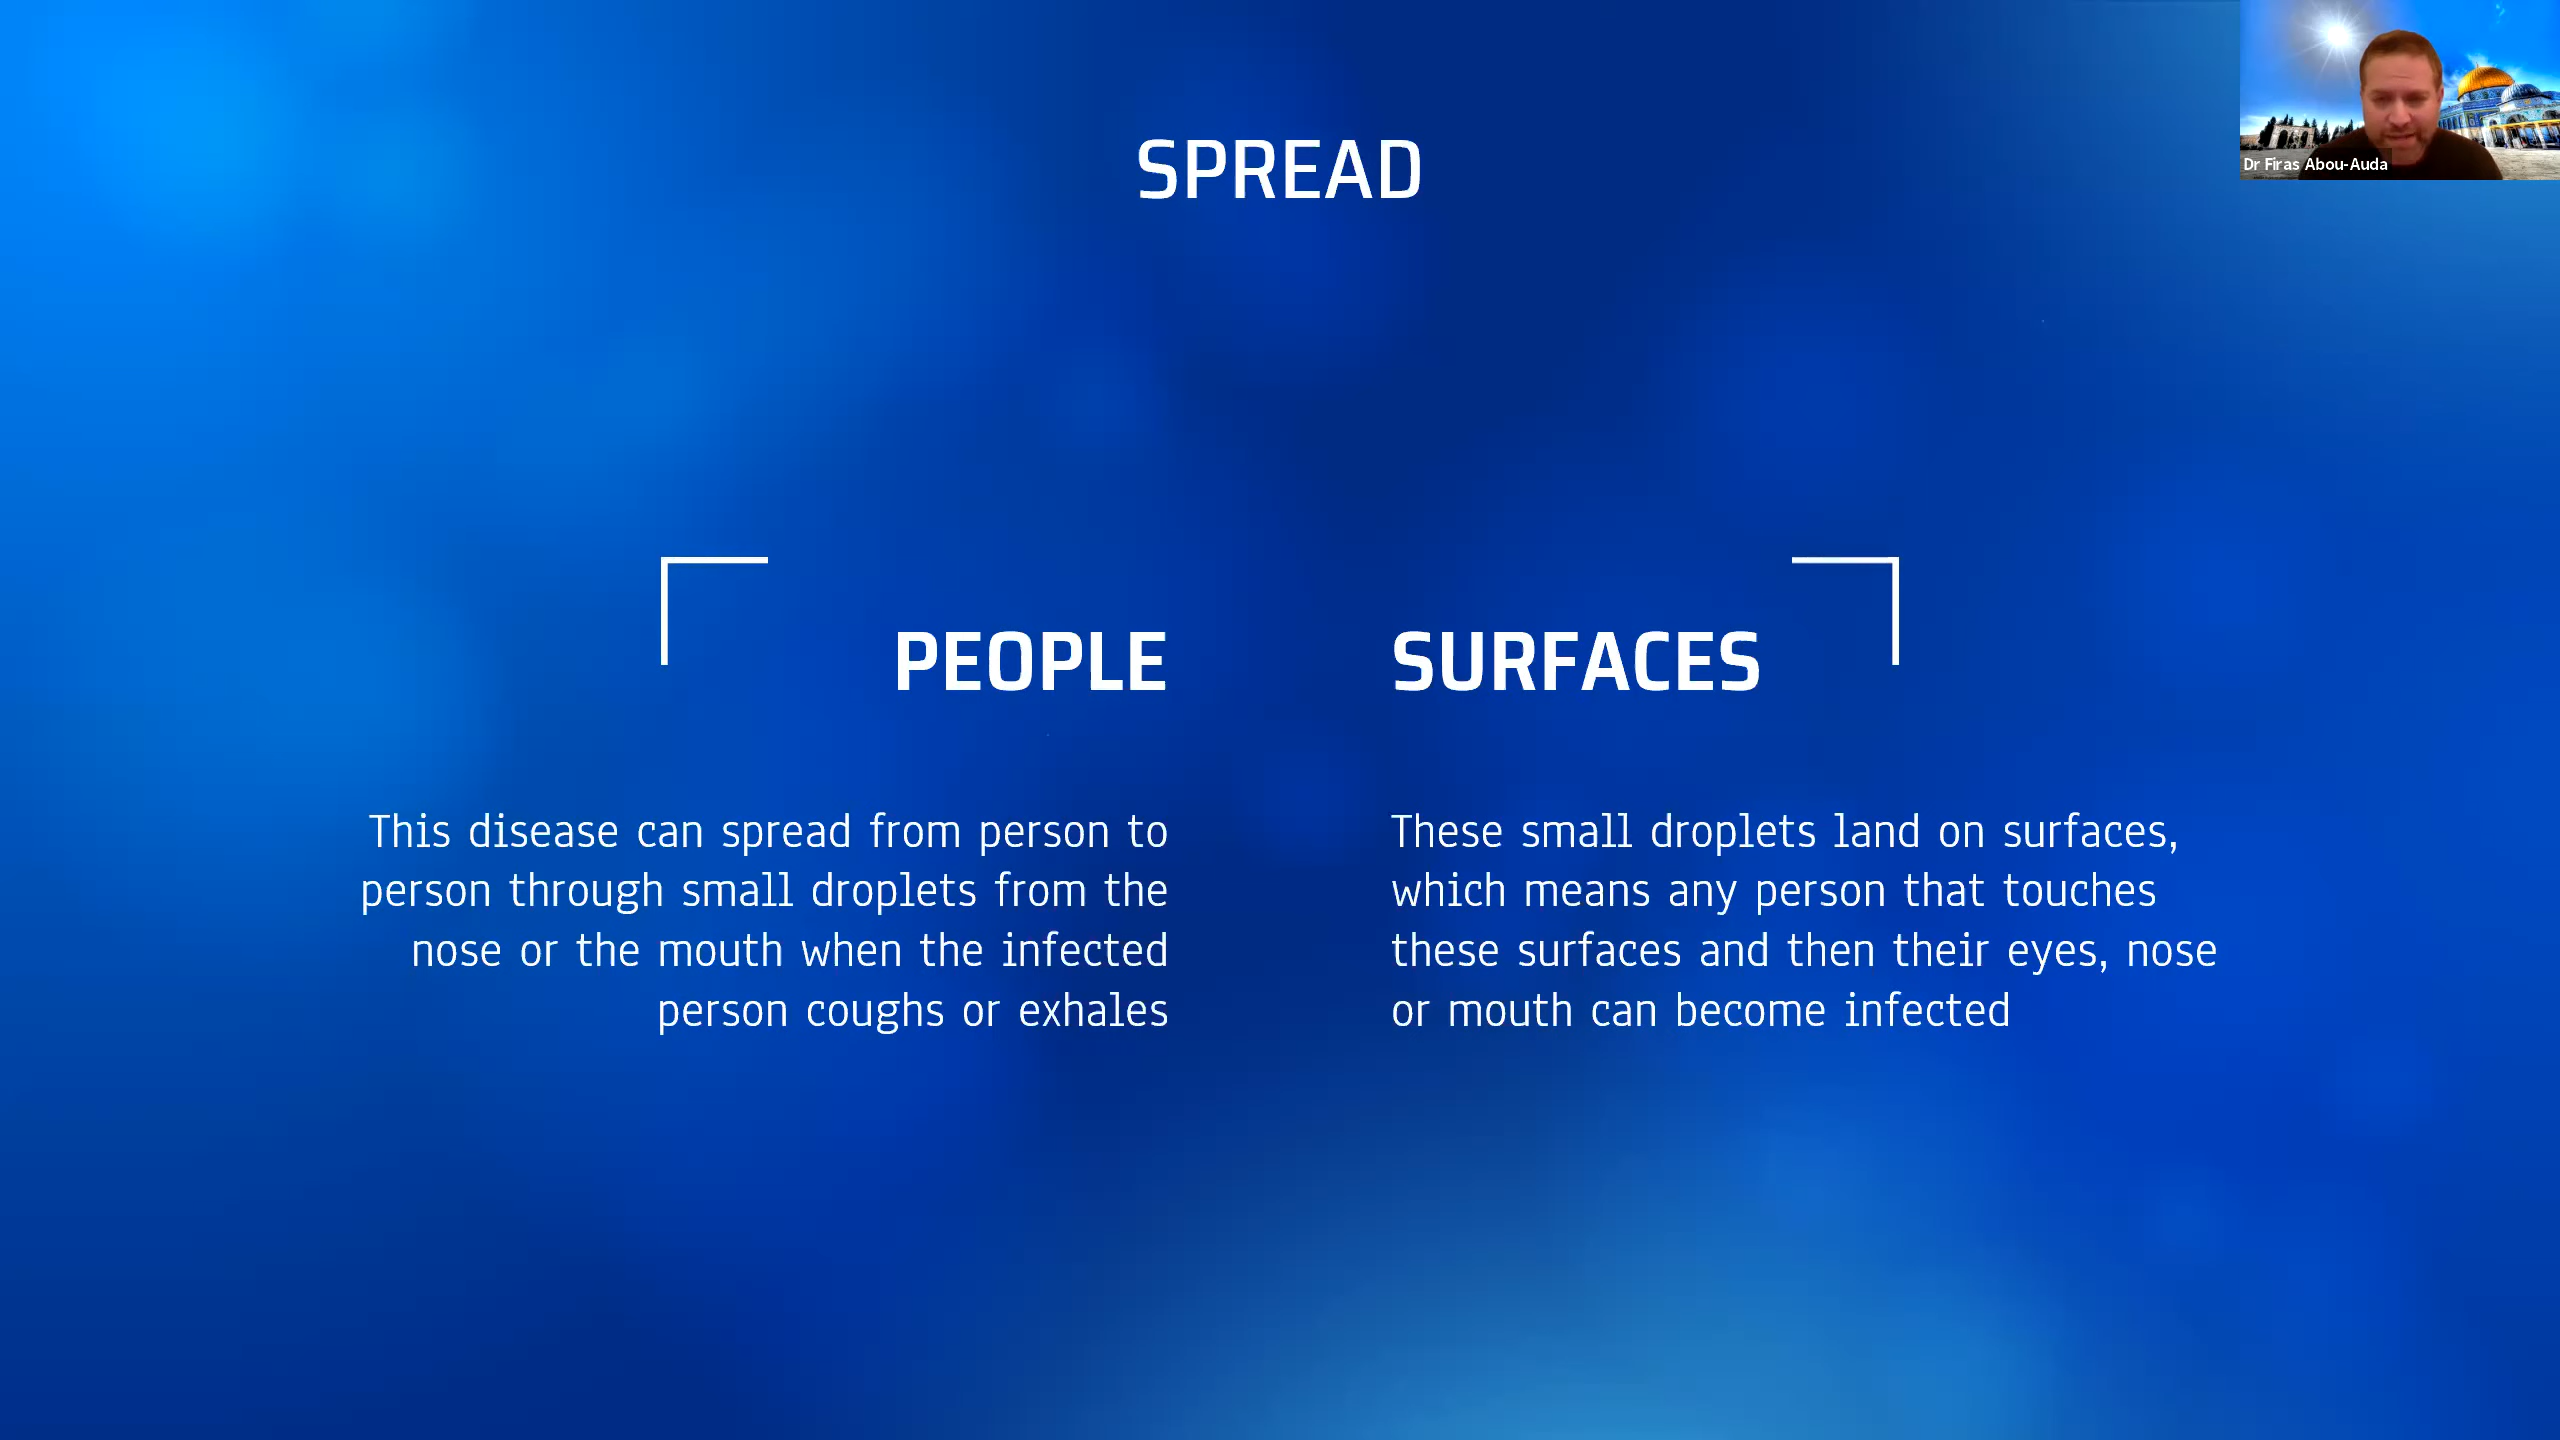 SPREAD
Dr Firas Abou-Auda
PEOPLE
This disease can spread from person to
person through small droplets from the
nose or the mouth when the infected
person coughs or exhales
SURFACES
These small droplets land on surfaces,
which means any person that touches
these surfaces and then their eyes, nose
or mouth can become infected